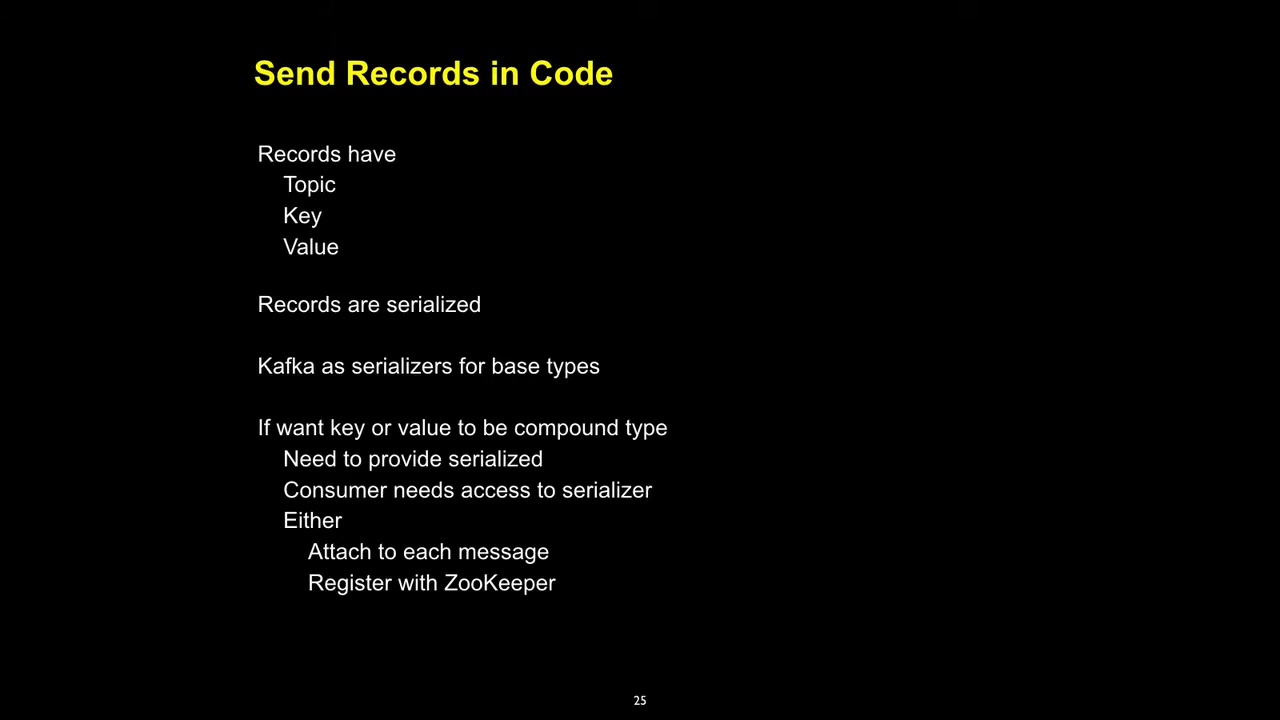 Send Records in Code
Records have
Topic
Key
Value
Records are serialized
Kafka as serializers for base types
If want key or value to be compound type
Need to provide serialized
Consumer needs access to serializer
Either
Attach to each message
Register with ZooKeeper
25